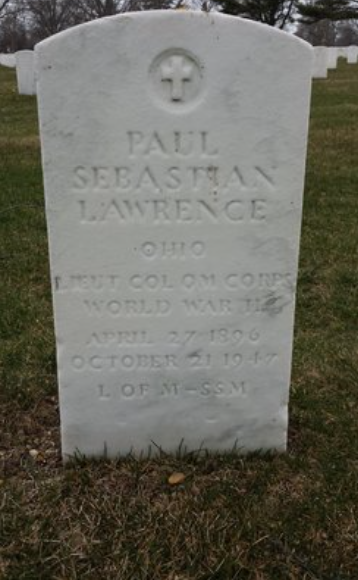 PAUL
SEBASTIAN
LAWRENCE
OHIO
LIEUT COL QM CORPS
WORLD WAR II
APRIL 27 1896
OCTOBER 21 1947
L OF M-SSM